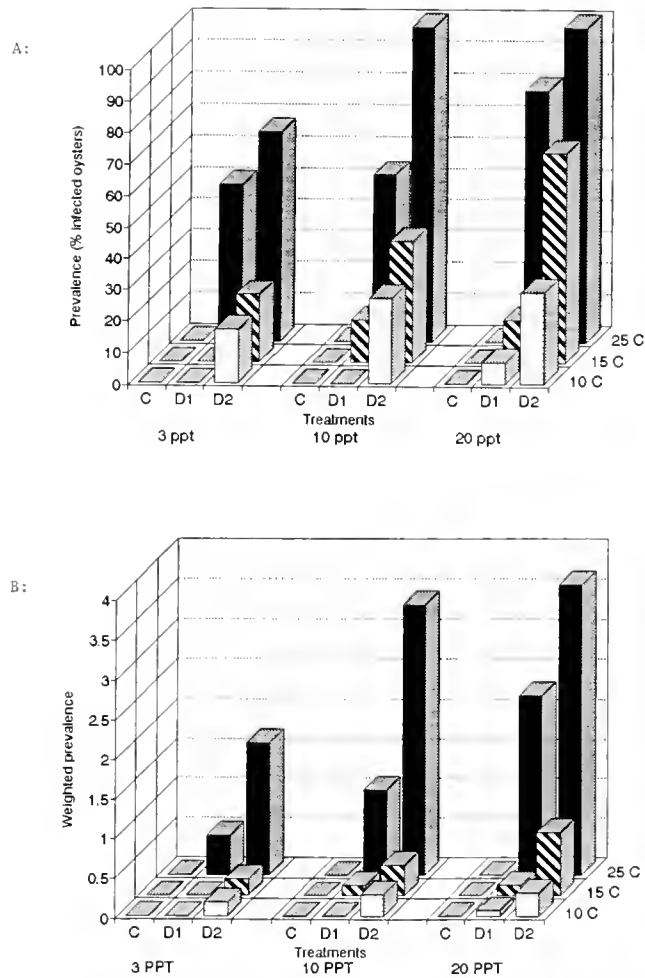 A:
Prevalence (% infected oysters)
100
90
80
70
60
50
40
30
20
10
0
C D1 D2 C D1 D2 C D1 D2
10 C
15 C
25 C
Treatments
3 ppt 10 ppt 20 ppt
B:
Weighted prevalence
4
3.5
3
2.5
2
1.5
1
0.5
0
C D1 D2 C D1 D2 C D1 D2
10 C
15 C
25 C
Treatments
3 PPT 10 PPT 20 PPT